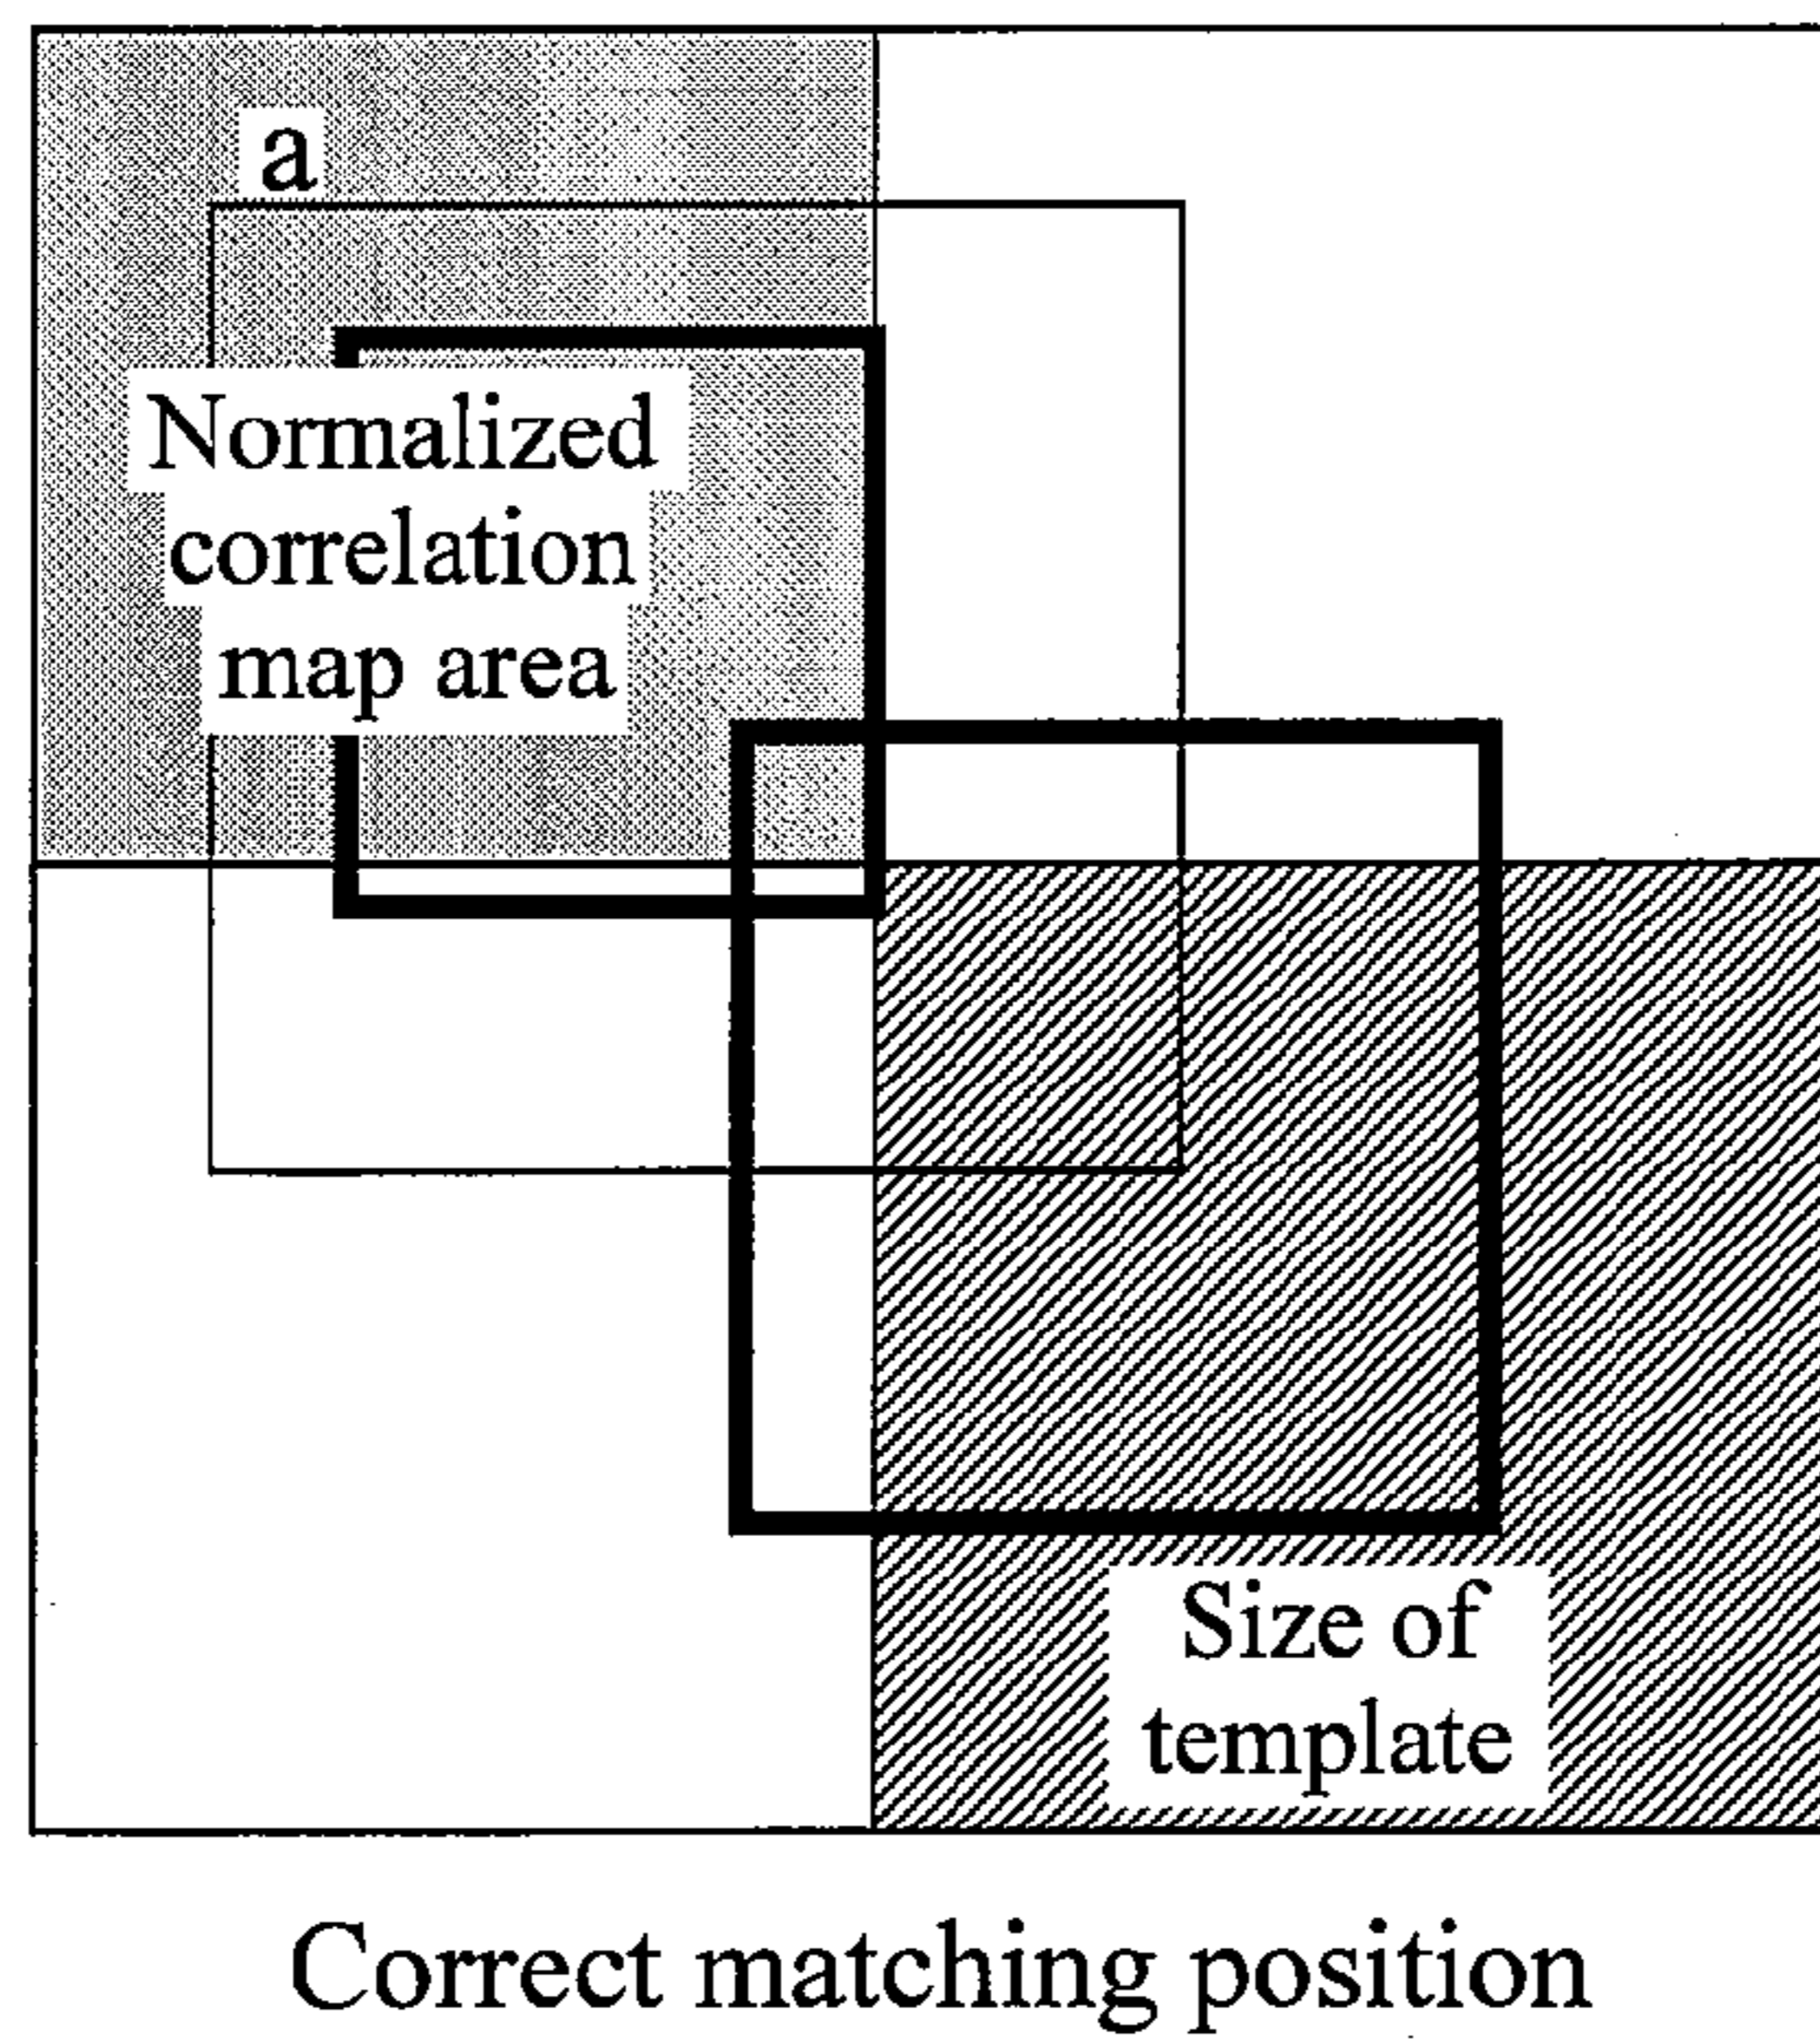 a
Normalized
correlation
map area
Size of
template
Correct matching position